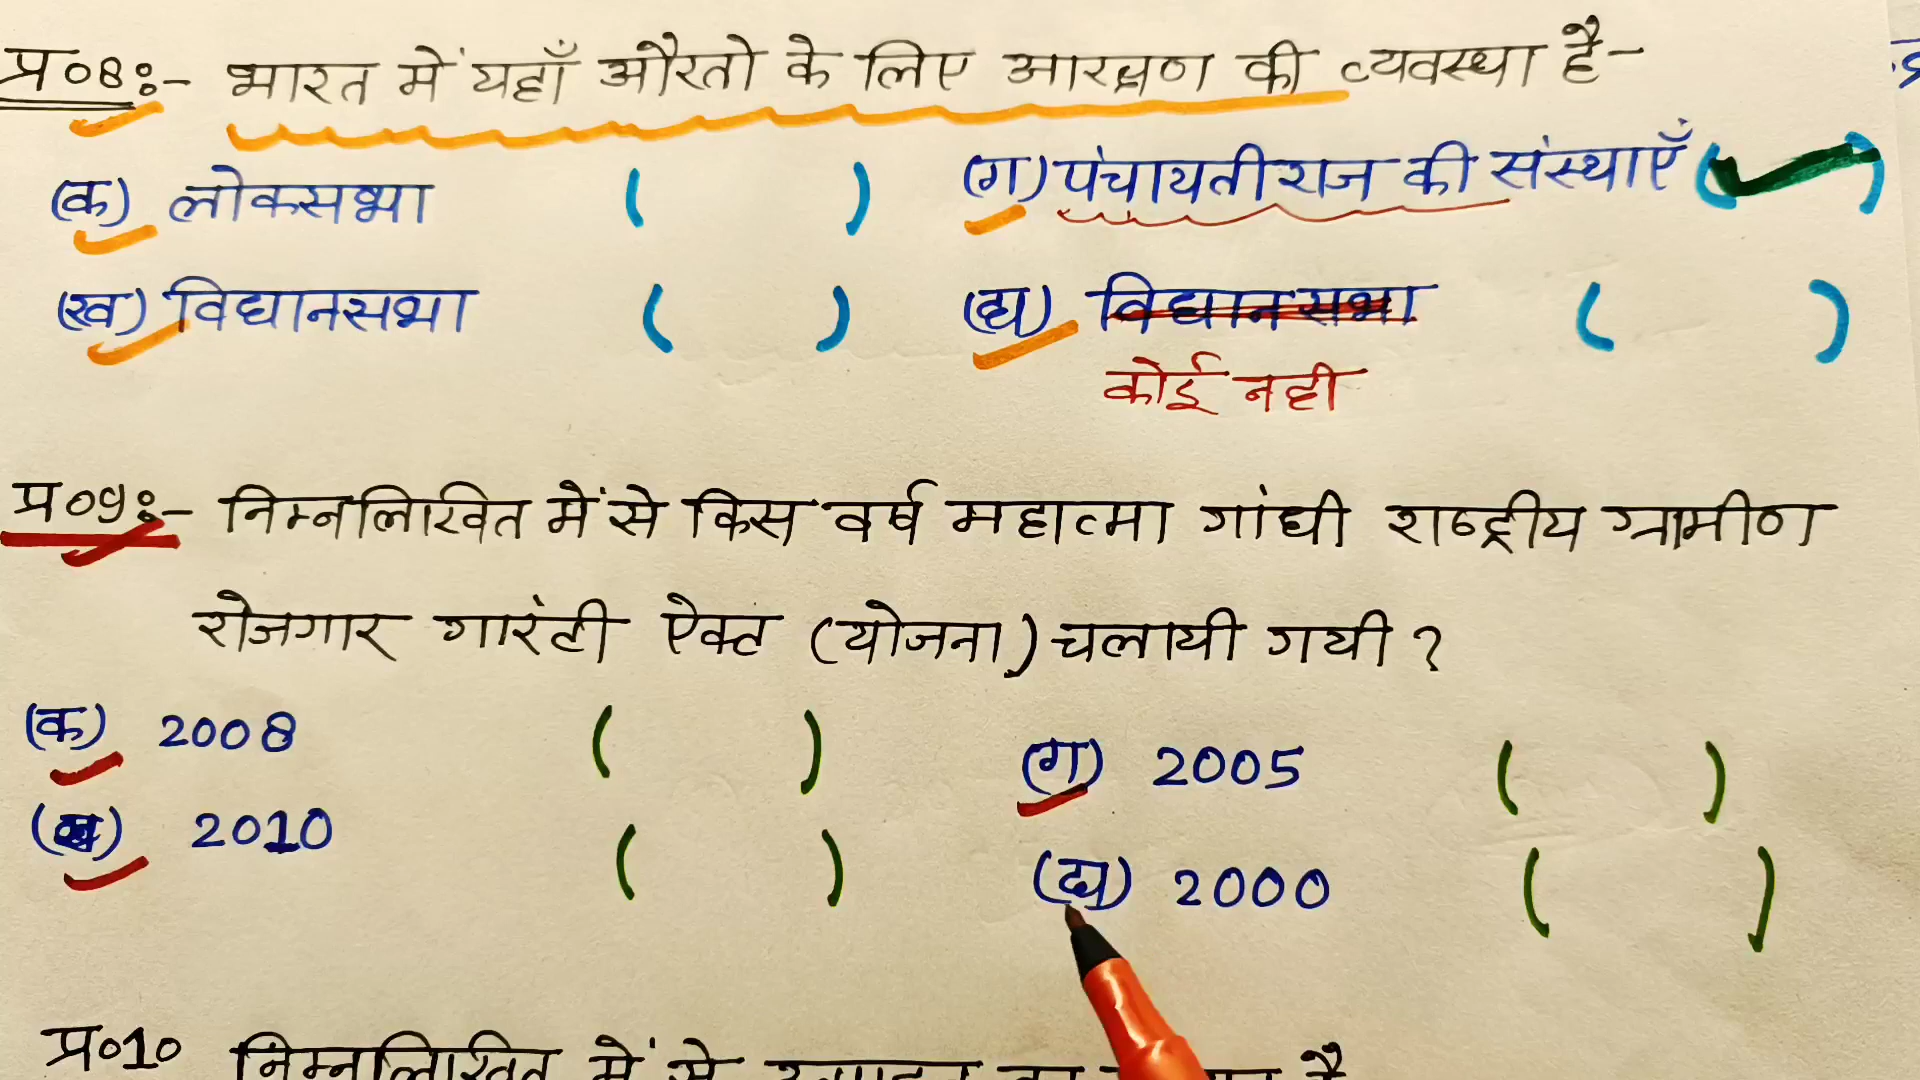 प्र०8:- भारत में यहाँ औरतो के लिए आरक्षण की व्यवस्था है-
(क) लोकसभा ( ) (ग) पंचायतीराज की संस्थाएँ (✓)
(ख) विधानसभा ( ) (घ) विधानसभा ( )
कोई नही
प्र०9:- निम्नलिखित में से किस वर्ष महात्मा गांधी राष्ट्रीय ग्रामीण
रोजगार गारंटी ऐक्ट (योजना) चलायी गयी ?
(क) 2008 ( ) (ग) 2005 ( )
(ख) 2010 ( ) (घ) 2000 ( )
प्र०10 निम्नलिखित में से